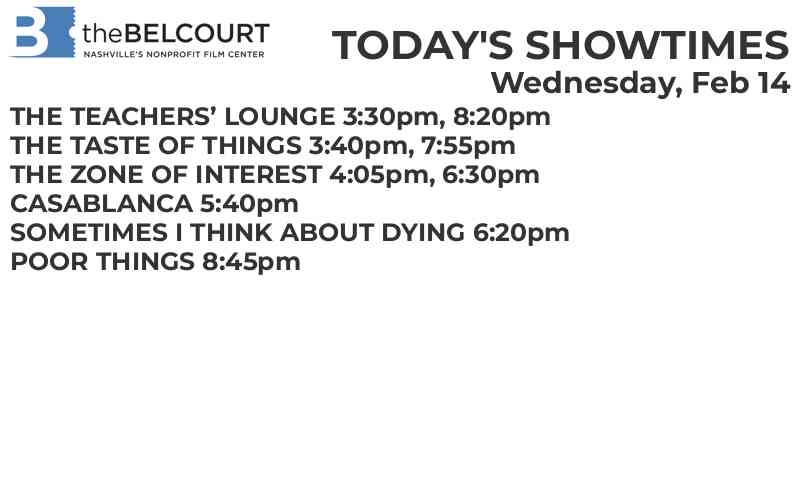 B theBELCOURT
NASHVILLE'S NONPROFIT FILM CENTER
TODAY'S SHOWTIMES
Wednesday, Feb 14
THE TEACHERS’ LOUNGE 3:30pm, 8:20pm
THE TASTE OF THINGS 3:40pm, 7:55pm
THE ZONE OF INTEREST 4:05pm, 6:30pm
CASABLANCA 5:40pm
SOMETIMES I THINK ABOUT DYING 6:20pm
POOR THINGS 8:45pm